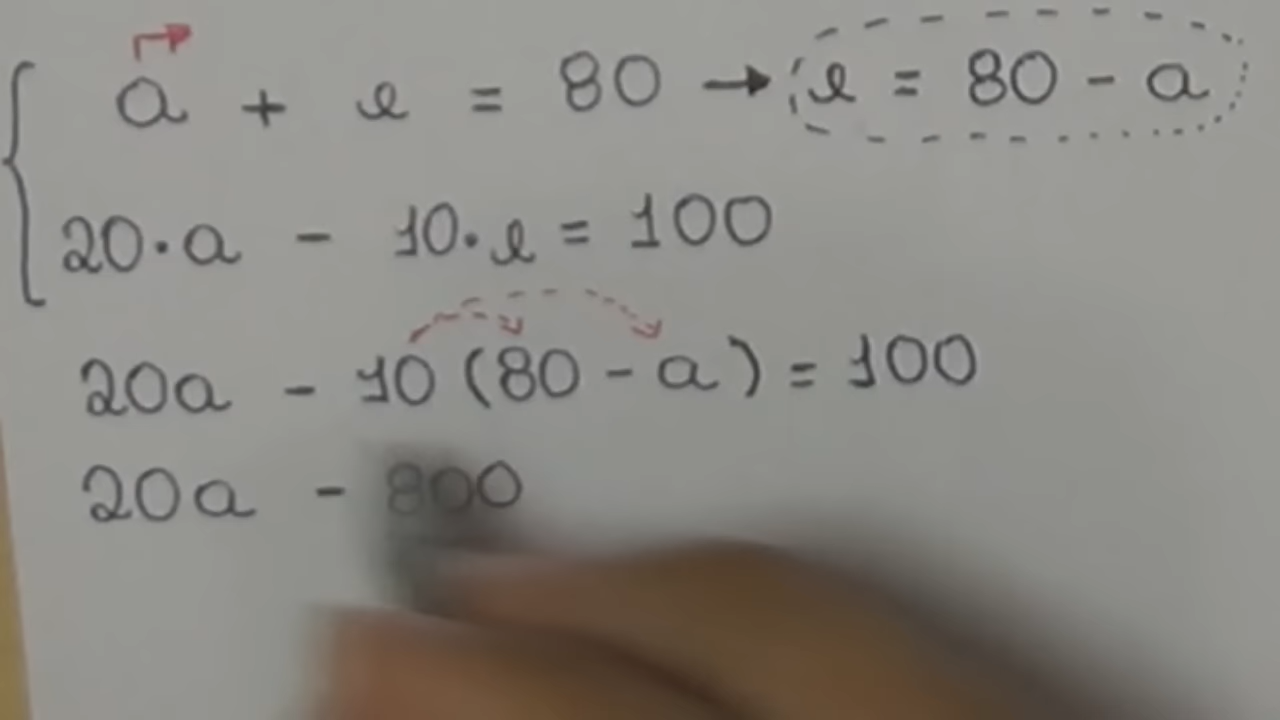 a + e = 80 → e = 80 - a
20·a - 10·e = 100
20a - 10(80 - a) = 100
20a - 800